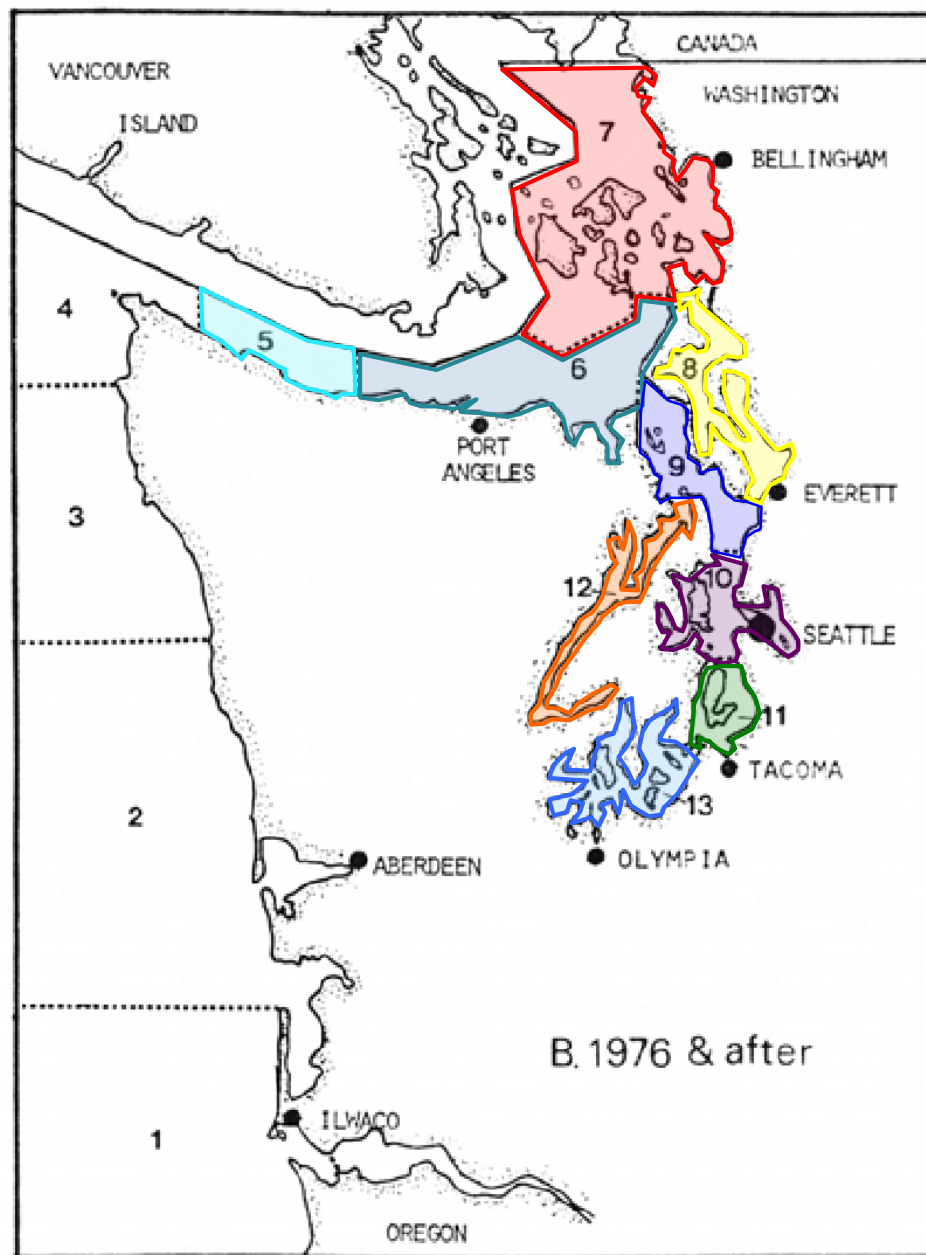 CANADA
VANCOUVER
WASHINGTON
ISLAND
7
BELLINGHAM
4
5
6
8
PORT
ANGELES
9
EVERETT
3
12
10
SEATTLE
2
11
TACOMA
13
ABERDEEN
OLYMPIA
B. 1976 & after
1
ILWACO
OREGON